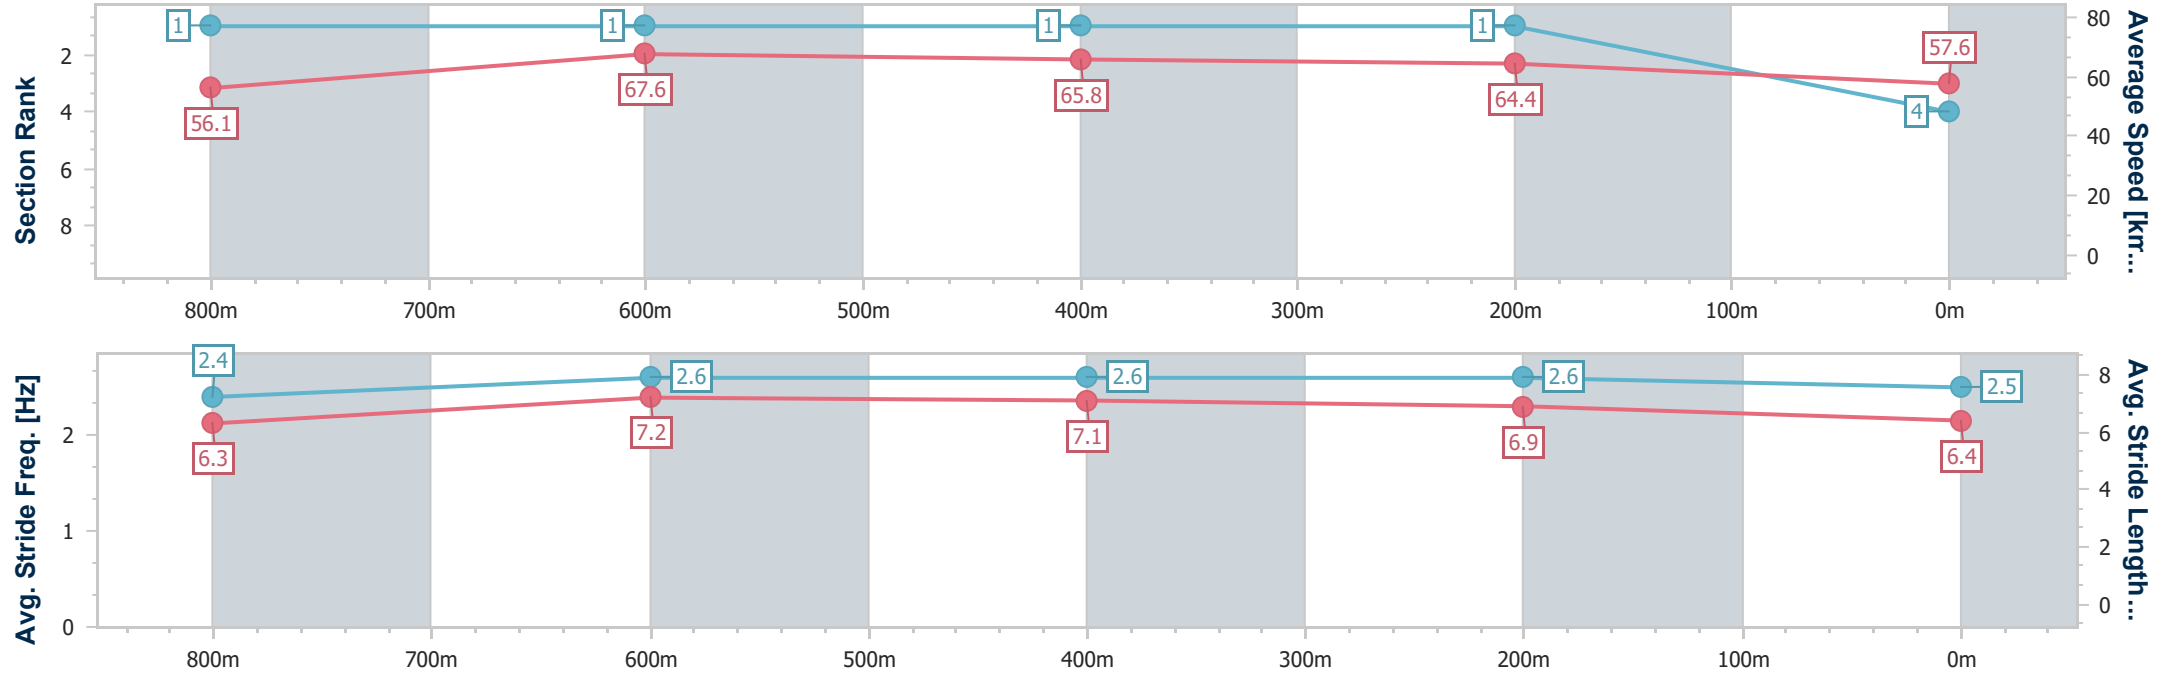 Section Rank
2
4
6
8
1
1
1
1
4
56.1
67.6
65.8
64.4
57.6
80
60
40
20
0
Average Speed [km...
800m
700m
600m
500m
400m
300m
200m
100m
0m
Avg. Stride Freq. [Hz]
2
1
0
2.4
2.6
2.6
2.6
2.5
6.3
7.2
7.1
6.9
6.4
8
6
4
2
0
Avg. Stride Length...
800m
700m
600m
500m
400m
300m
200m
100m
0m